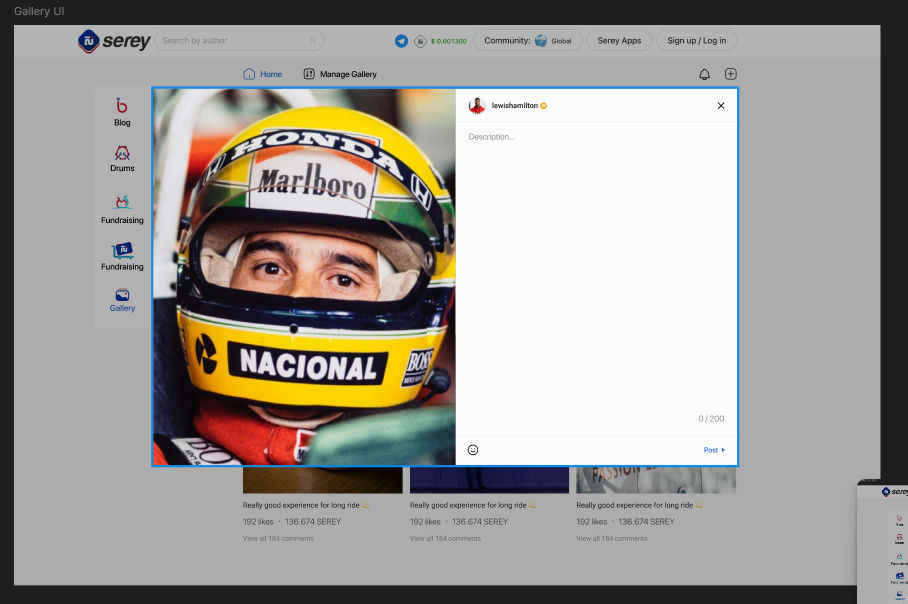 Gallery UI
serey
Search by author
$ 0.001300
Community: Global
Serey Apps
Sign up / Log in
Home
Manage Gallery
Blog
Drums
Fundraising
Fundraising
Gallery
HONDA
Marlboro
NACIONAL
BOSS
lewishamilton
Description...
0 / 200
Post
PASSION
Really good experience for long ride
192 likes · 136.674 SEREY
View all 184 comments
Really good experience for long ride
192 likes · 136.674 SEREY
View all 184 comments
Really good experience for long ride
192 likes · 136.674 SEREY
View all 184 comments
serey